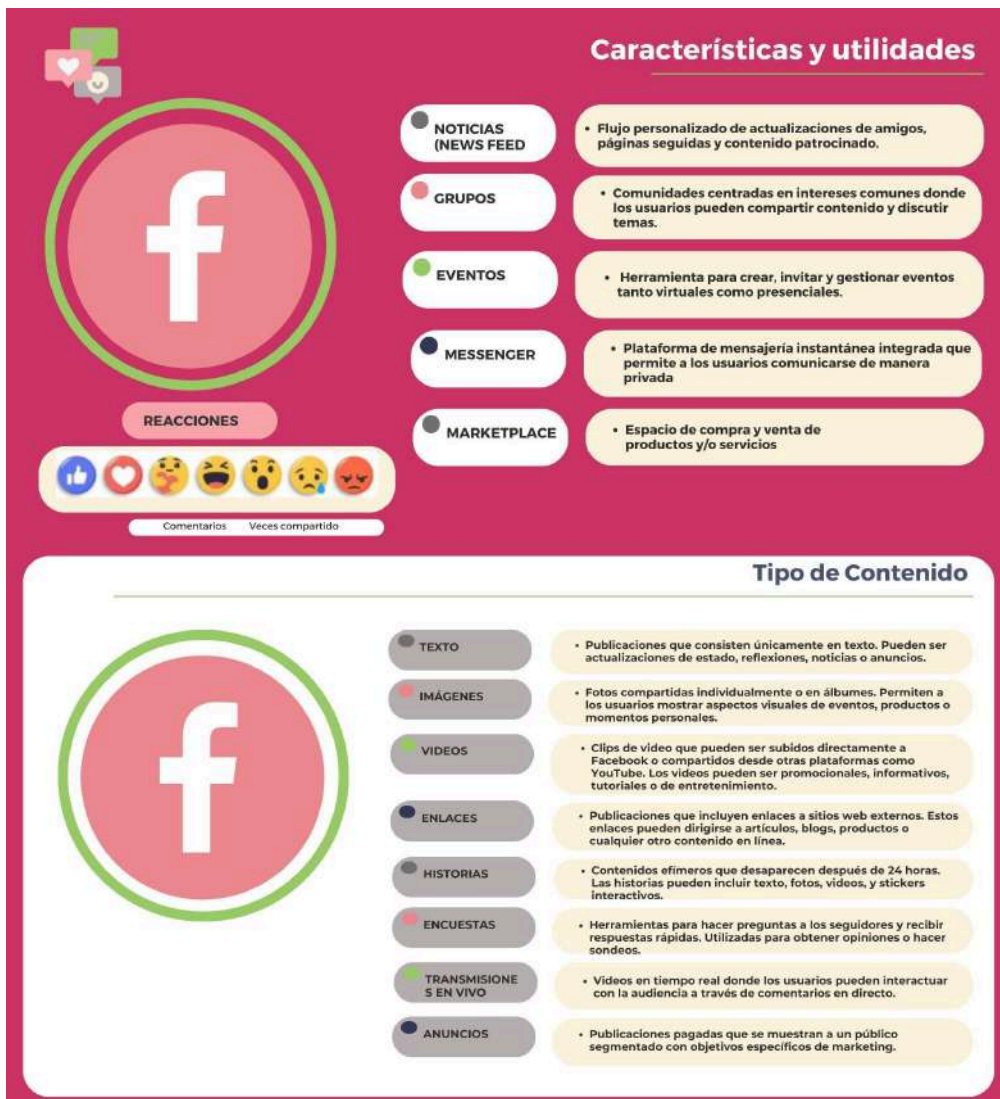 Características y utilidades
NOTICIAS
(NEWS FEED
• Flujo personalizado de actualizaciones de amigos,
páginas seguidas y contenido patrocinado.
GRUPOS
• Comunidades centradas en intereses comunes donde
los usuarios pueden compartir contenido y discutir
temas.
EVENTOS
• Herramienta para crear, invitar y gestionar eventos
tanto virtuales como presenciales.
MESSENGER
• Plataforma de mensajería instantánea integrada que
permite a los usuarios comunicarse de manera
privada
MARKETPLACE
• Espacio de compra y venta de
productos y/o servicios
REACCIONES
Comentarios Veces compartido
Tipo de Contenido
TEXTO
• Publicaciones que consisten únicamente en texto. Pueden ser
actualizaciones de estado, reflexiones, noticias o anuncios.
IMÁGENES
• Fotos compartidas individualmente o en álbumes. Permiten a
los usuarios mostrar aspectos visuales de eventos, productos o
momentos personales.
VIDEOS
• Clips de video que pueden ser subidos directamente a
Facebook o compartidos desde otras plataformas como
YouTube. Los videos pueden ser promocionales, informativos,
tutoriales o de entretenimiento.
ENLACES
• Publicaciones que incluyen enlaces a sitios web externos. Estos
enlaces pueden dirigirse a artículos, blogs, productos o
cualquier otro contenido en línea.
HISTORIAS
• Contenidos efímeros que desaparecen después de 24 horas.
Las historias pueden incluir texto, fotos, videos, y stickers
interactivos.
ENCUESTAS
• Herramientas para hacer preguntas a los seguidores y recibir
respuestas rápidas. Utilizadas para obtener opiniones o hacer
sondeos.
TRANSMISIONE
S EN VIVO
• Videos en tiempo real donde los usuarios pueden interactuar
con la audiencia a través de comentarios en directo.
ANUNCIOS
• Publicaciones pagadas que se muestran a un público
segmentado con objetivos específicos de marketing.